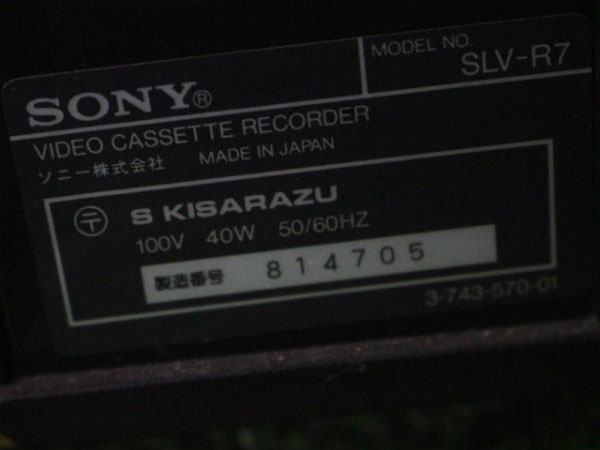 SONY®
MODEL NO.
SLV-R7
VIDEO CASSETTE RECORDER
ソニー株式会社 MADE IN JAPAN
〒 S KISARAZU
100V 40W 50/60HZ
製造番号 814705
3-743-570-01